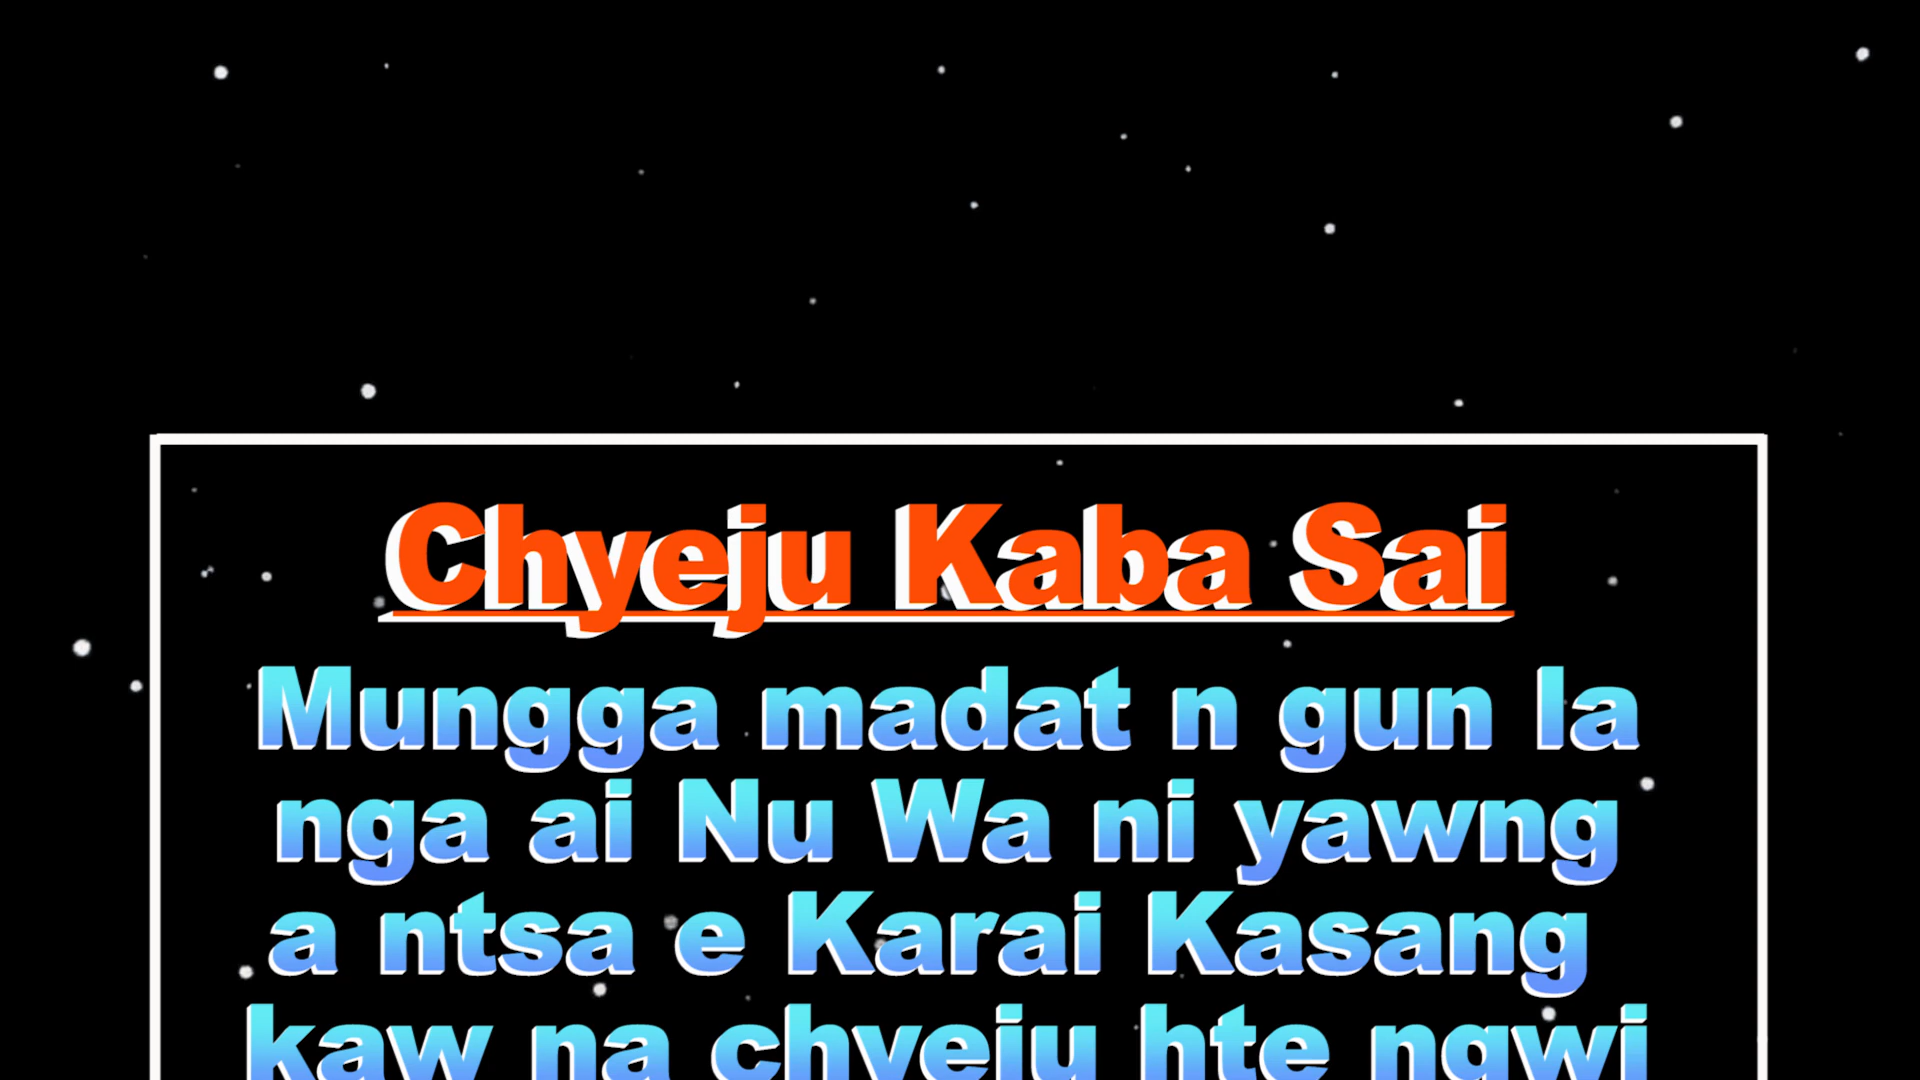 Chyeju Kaba Sai
Mungga madat n gun la
nga ai Nu Wa ni yawng
a ntsa e Karai Kasang
kaw na chyeju hte ngwi